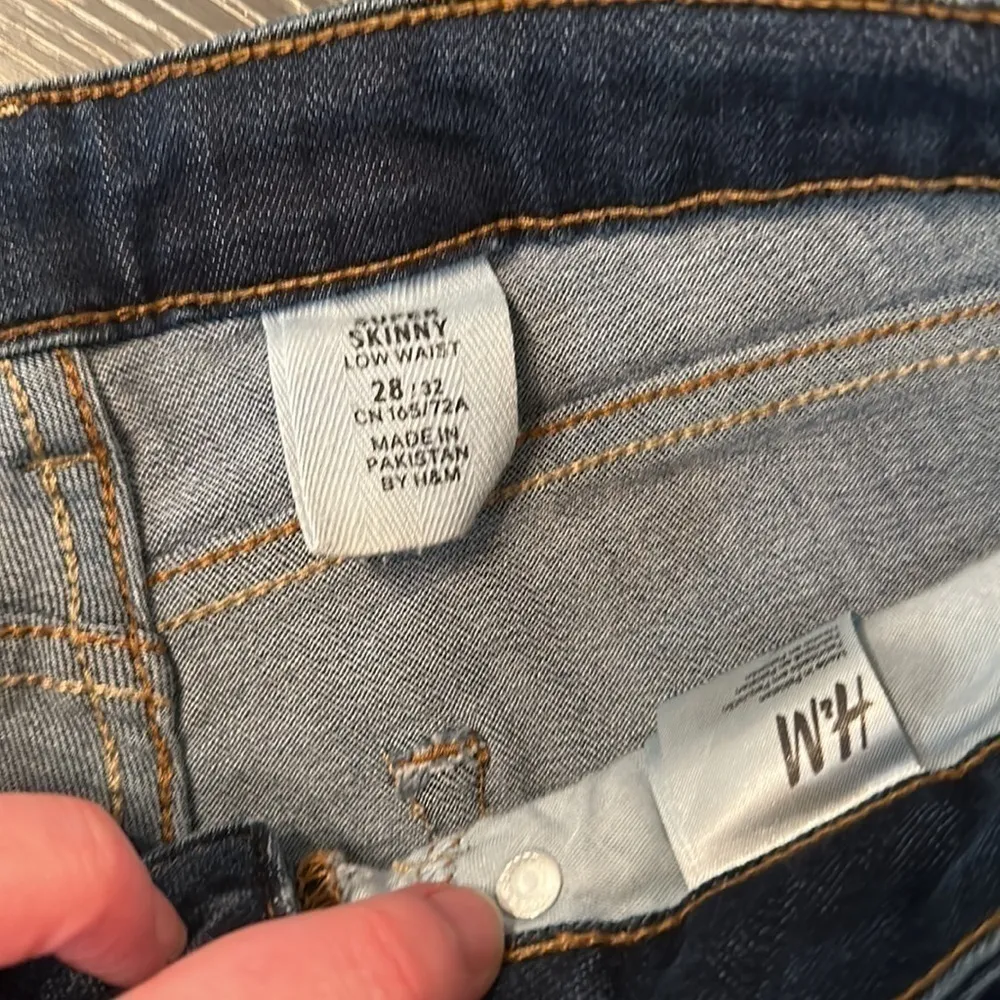 SUPER
SKINNY
LOW WAIST
28/32
CN 165/72A
MADE IN
PAKISTAN
BY H&M
H&M